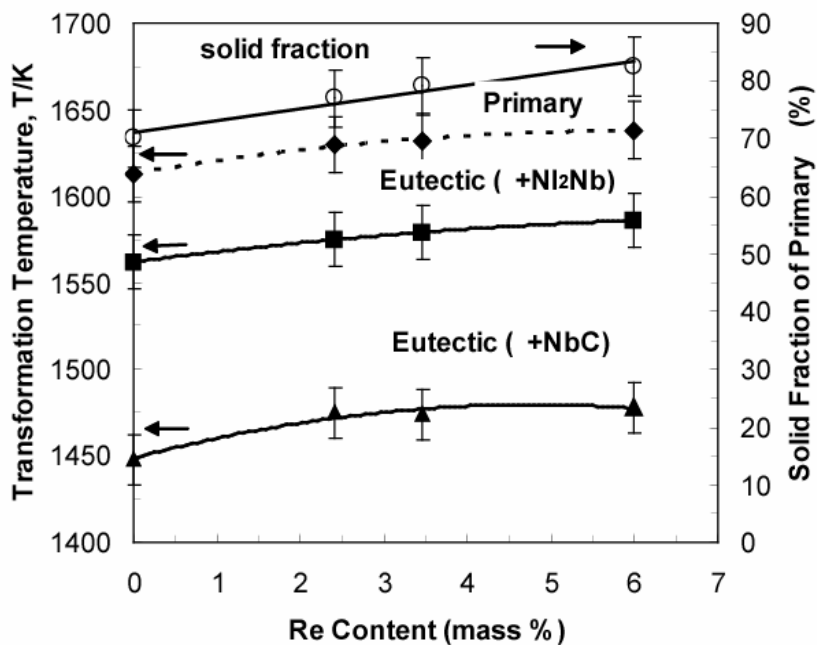 1700
1650
1600
1550
1500
1450
1400
Transformation Temperature, T/K
solid fraction
Primary
Eutectic ( +NI2Nb)
Eutectic ( +NbC)
90
80
70
60
50
40
30
20
10
0
Solid Fraction of Primary (%)
0 1 2 3 4 5 6 7
Re Content (mass %)